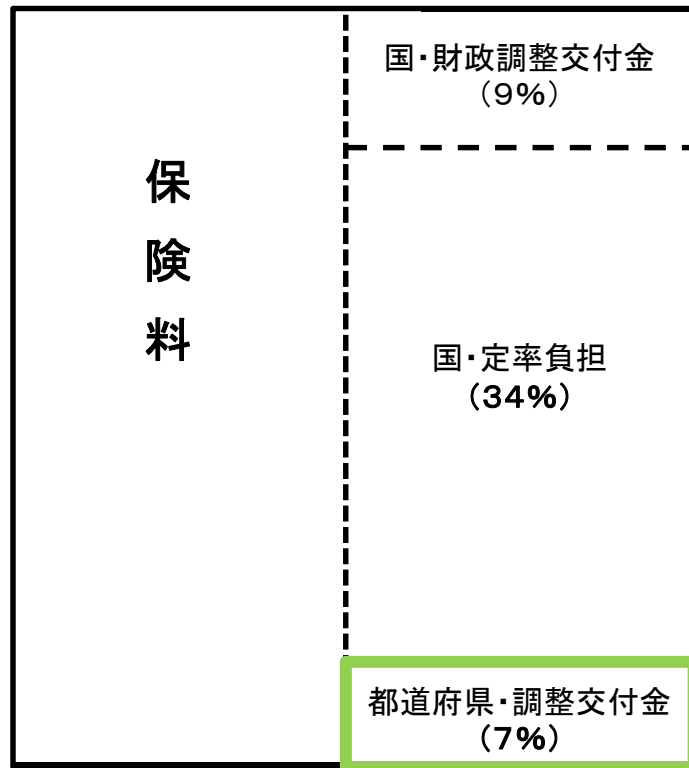 保険料
国・財政調整交付金
（9%）
国・定率負担
（34%）
都道府県・調整交付金
（7%）